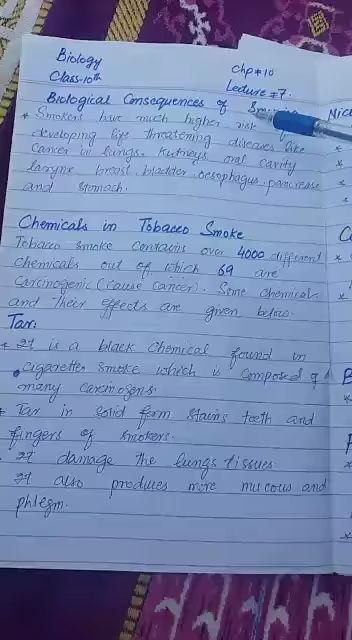 Biology
Chp # 10
Class-10th
Lecture # 7.
Biological Consequences of
* Smokers have much higher risk
developing life threatening diseases like
Cancer in lungs, Kutneys oral cavity
larynx breast, bladder, oesophagus, pancrease
and stomach.
Chemicals in Tobacco Smoke
Tobacco smoke contains over 4000 different
Chemicals out of which 69 are
Carcinogenic (cause cancer). Some chemical
and their effects are given below.
Tar:
* It is a black chemical found in
cigarette smoke which is composed of
many carcinogens.
* Tar in solid form stains teeth and
fingers of smokers.
. It damage the lungs tissues
It also produces more mucous and
phlegm.